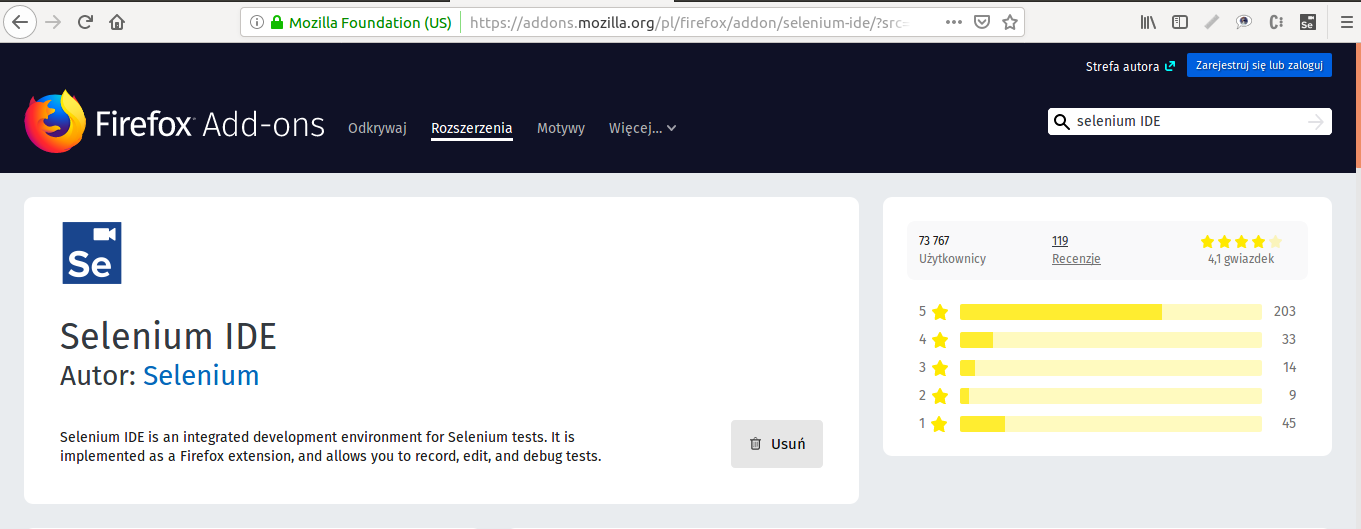 Mozilla Foundation (US) https://addons.mozilla.org/pl/firefox/addon/selenium-ide/?src=
Se
Strefa autora Zarejestruj się lub zaloguj
Firefox Add-ons Odkrywaj Rozszerzenia Motywy Więcej...
selenium IDE
Se
Selenium IDE
Autor: Selenium
Selenium IDE is an integrated development environment for Selenium tests. It is
implemented as a Firefox extension, and allows you to record, edit, and debug tests.
Usuń
73 767 119
Użytkownicy Recenzje 4,1 gwiazdek
5 203
4 33
3 14
2 9
1 45